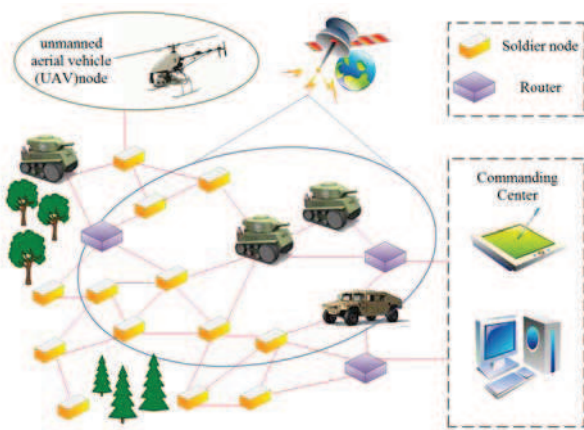 unmanned
aerial vehicle
(UAV)node
Soldier node
Router
Commanding
Center